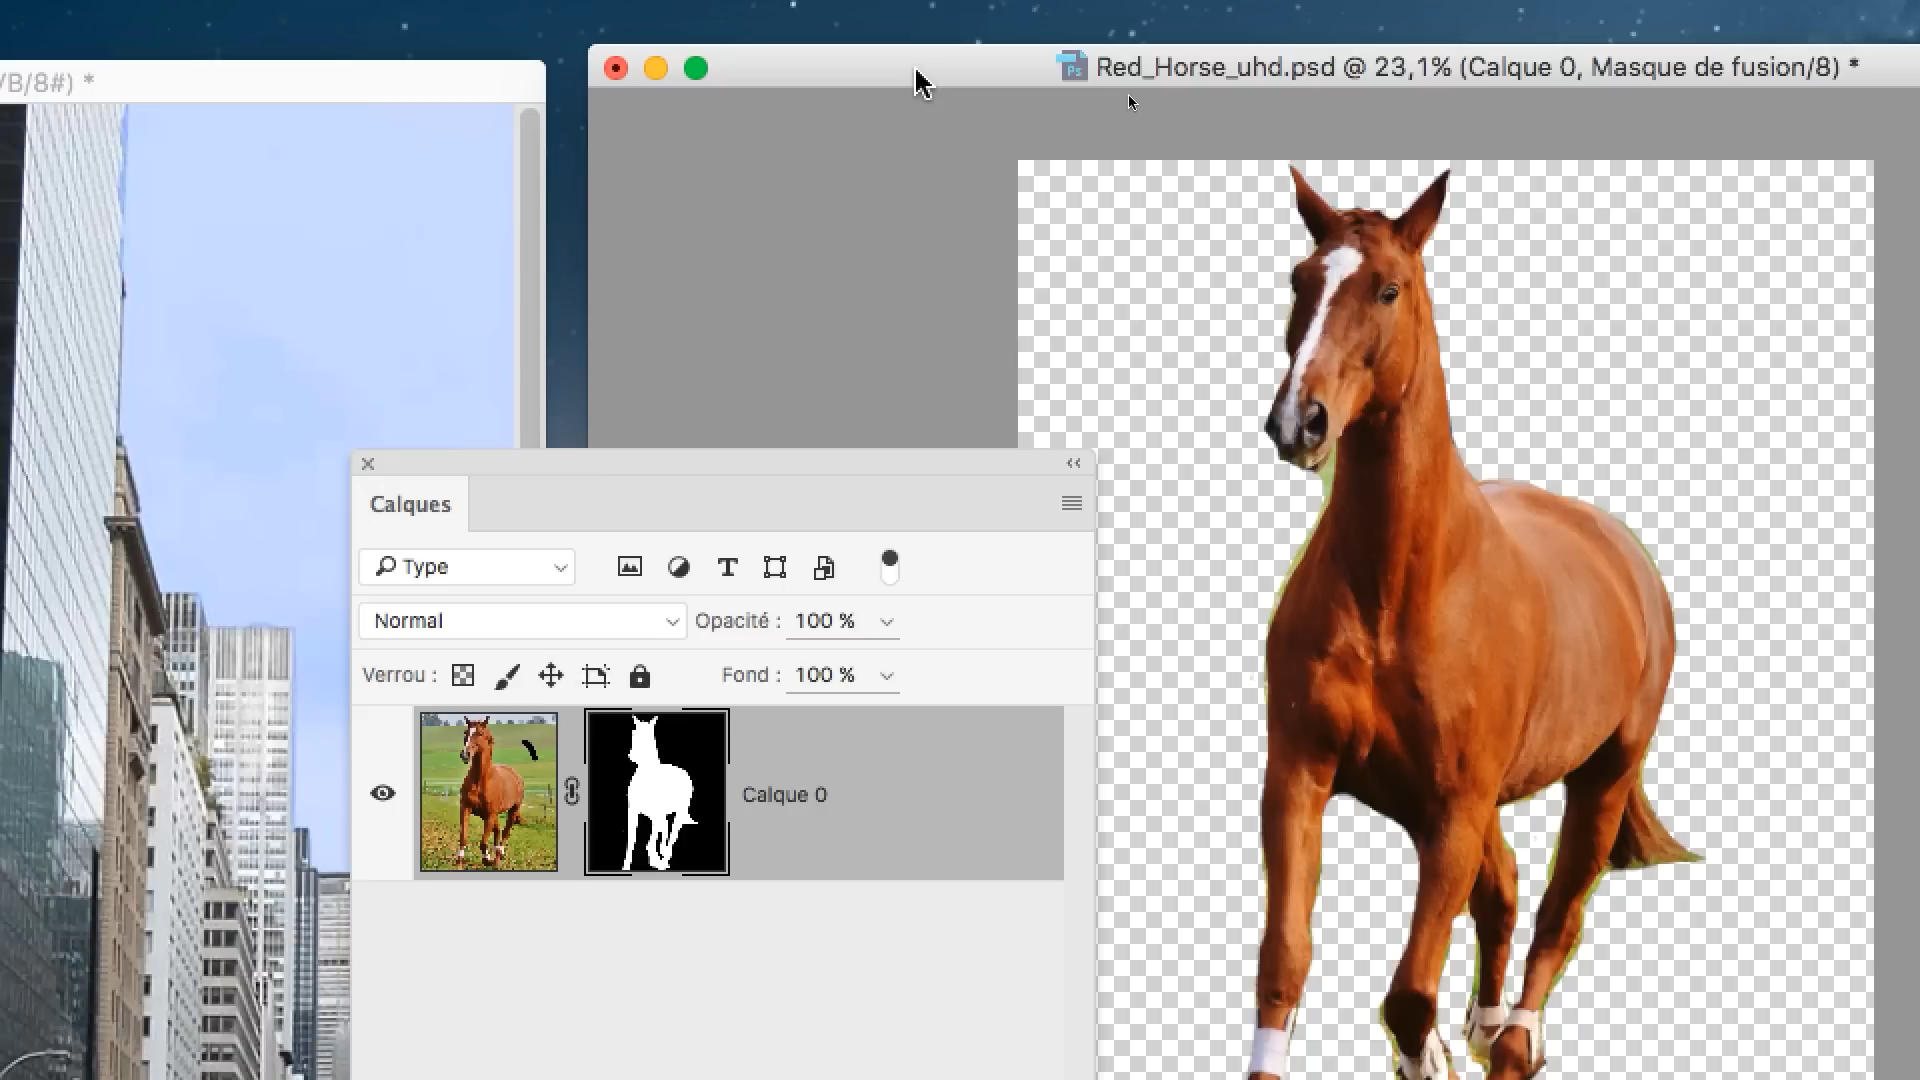 /B/8#) *
Ps
Red_Horse_uhd.psd @ 23,1% (Calque 0, Masque de fusion/8) *
Calques
Type
T
Normal
Opacité : 100 %
Verrou :
Fond : 100 %
Calque 0